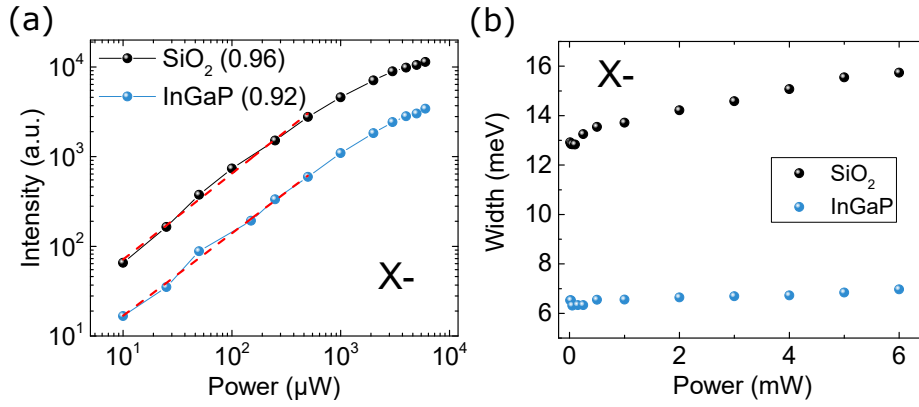 (a)
Intensity (a.u.)
10⁴
10³
10²
10¹
SiO₂ (0.96)
InGaP (0.92)
X-
10¹ 10² 10³ 10⁴
Power (µW)
(b)
Width (meV)
16
14
12
10
8
6
X-
SiO₂
InGaP
0 2 4 6
Power (mW)